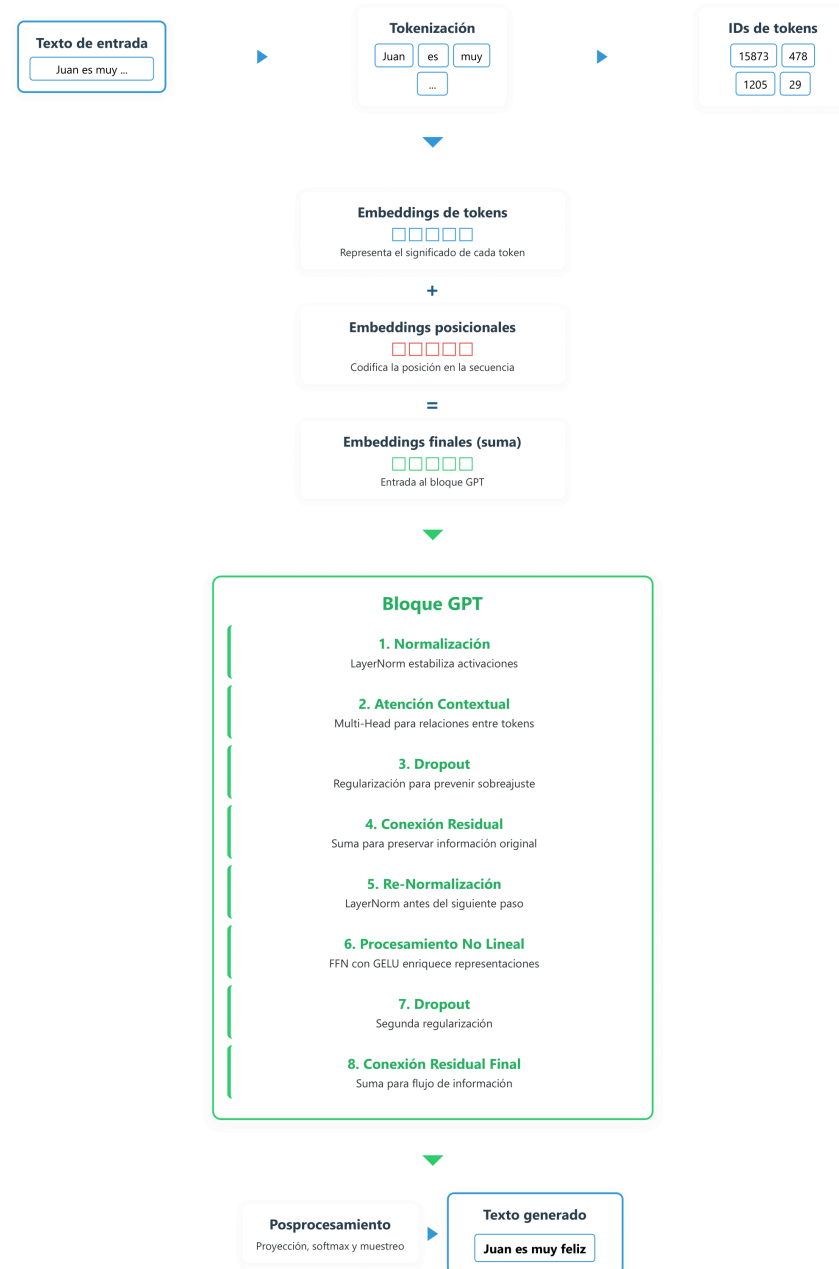 Texto de entrada
Juan es muy ...
Tokenización
Juan es muy
...
IDs de tokens
15873 478
1205 29
Embeddings de tokens
Representa el significado de cada token
+
Embeddings posicionales
Codifica la posición en la secuencia
=
Embeddings finales (suma)
Entrada al bloque GPT
Bloque GPT
1. Normalización
LayerNorm estabiliza activaciones
2. Atención Contextual
Multi-Head para relaciones entre tokens
3. Dropout
Regularización para prevenir sobreajuste
4. Conexión Residual
Suma para preservar información original
5. Re-Normalización
LayerNorm antes del siguiente paso
6. Procesamiento No Lineal
FFN con GELU enriquece representaciones
7. Dropout
Segunda regularización
8. Conexión Residual Final
Suma para flujo de información
Posprocesamiento
Proyección, softmax y muestreo
Texto generado
Juan es muy feliz